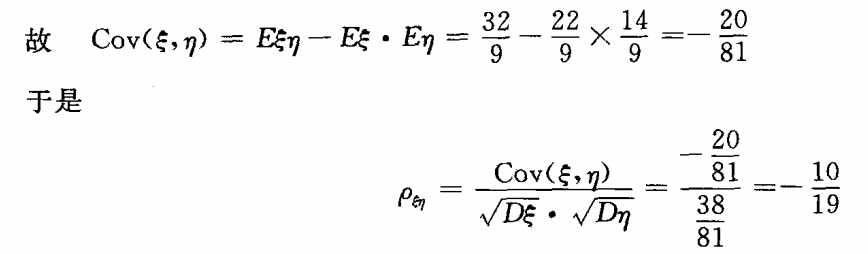 故 Cov(ξ,η) = Eξη − Eξ · Eη = 32/9 − 22/9 × 14/9 = − 20/81
于是
ρξη = Cov(ξ,η) / √Dξ · √Dη = − 20/81 / 38/81 = − 10/19